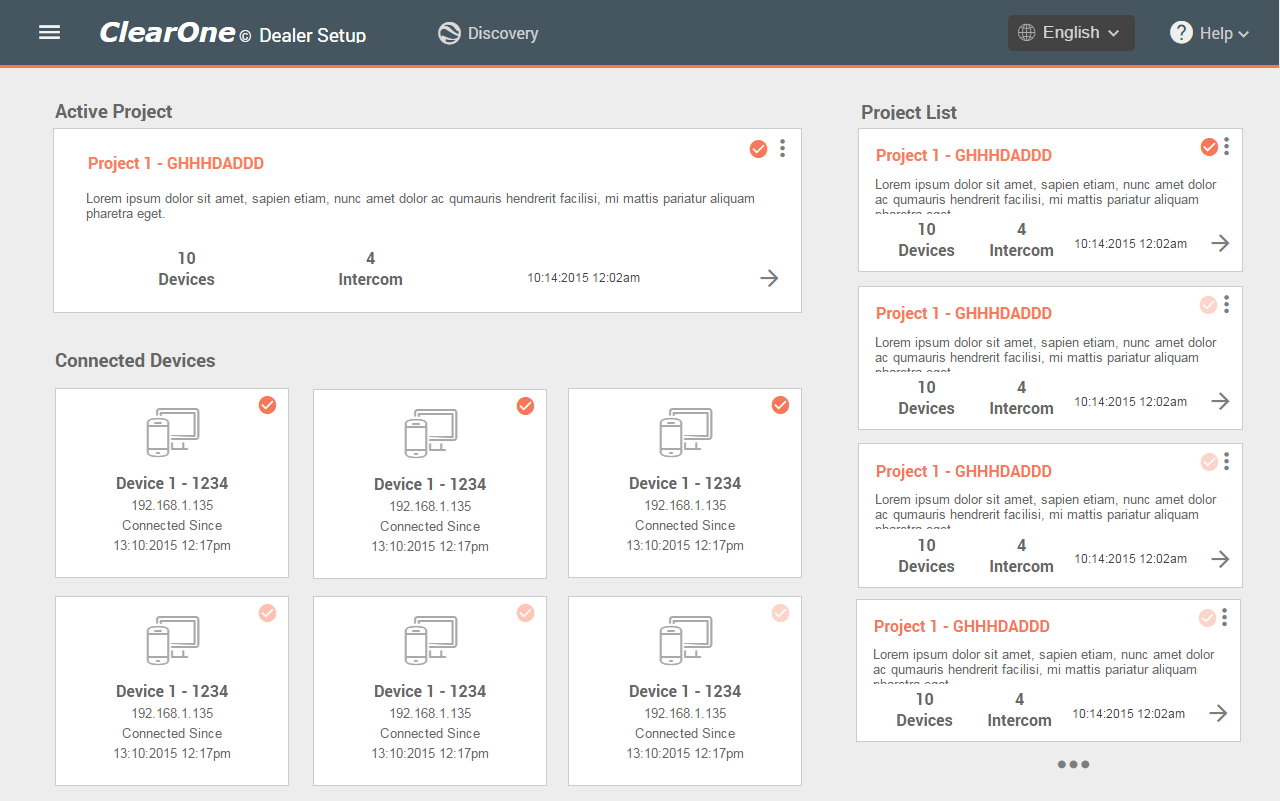 ClearOne © Dealer Setup
Discovery
English
? Help
Active Project
Project 1 - GHHHDADDD
Lorem ipsum dolor sit amet, sapien etiam, nunc amet dolor ac qumauris hendrerit facilisi, mi mattis pariatur aliquam
pharetra eget.
10
Devices
4
Intercom
10:14:2015 12:02am
Connected Devices
Device 1 - 1234
192.168.1.135
Connected Since
13:10:2015 12:17pm
Device 1 - 1234
192.168.1.135
Connected Since
13:10:2015 12:17pm
Device 1 - 1234
192.168.1.135
Connected Since
13:10:2015 12:17pm
Device 1 - 1234
192.168.1.135
Connected Since
13:10:2015 12:17pm
Device 1 - 1234
192.168.1.135
Connected Since
13:10:2015 12:17pm
Device 1 - 1234
192.168.1.135
Connected Since
13:10:2015 12:17pm
Project List
Project 1 - GHHHDADDD
Lorem ipsum dolor sit amet, sapien etiam, nunc amet dolor
ac qumauris hendrerit facilisi, mi mattis pariatur aliquam
pharetra eget.
10
Devices
4
Intercom
10:14:2015 12:02am
Project 1 - GHHHDADDD
Lorem ipsum dolor sit amet, sapien etiam, nunc amet dolor
ac qumauris hendrerit facilisi, mi mattis pariatur aliquam
pharetra eget.
10
Devices
4
Intercom
10:14:2015 12:02am
Project 1 - GHHHDADDD
Lorem ipsum dolor sit amet, sapien etiam, nunc amet dolor
ac qumauris hendrerit facilisi, mi mattis pariatur aliquam
pharetra eget.
10
Devices
4
Intercom
10:14:2015 12:02am
Project 1 - GHHHDADDD
Lorem ipsum dolor sit amet, sapien etiam, nunc amet dolor
ac qumauris hendrerit facilisi, mi mattis pariatur aliquam
pharetra eget.
10
Devices
4
Intercom
10:14:2015 12:02am